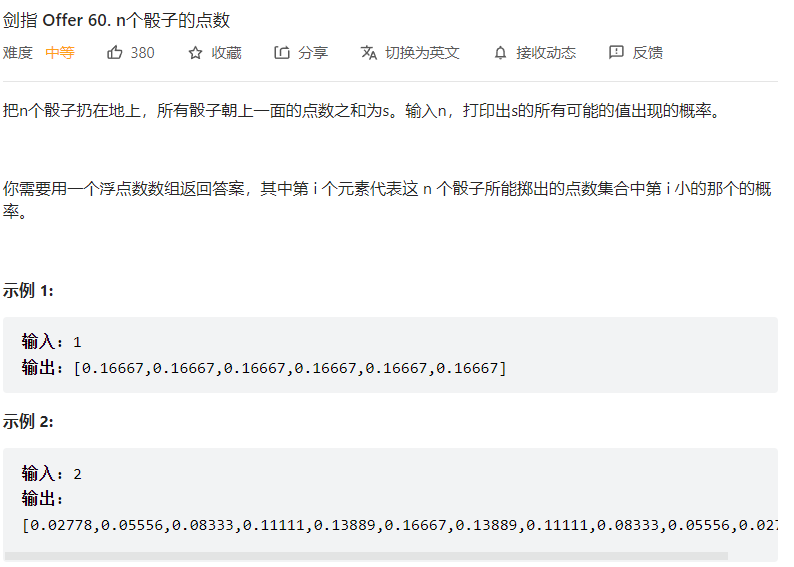 剑指 Offer 60. n个骰子的点数
难度 中等 380 收藏 分享 切换为英文 接收动态 反馈
把n个骰子扔在地上，所有骰子朝上一面的点数之和为s。输入n，打印出s的所有可能的值出现的概率。
你需要用一个浮点数数组返回答案，其中第 i 个元素代表这 n 个骰子所能掷出的点数集合中第 i 小的那个的概
率。
示例 1:
输入: 1
输出: [0.16667,0.16667,0.16667,0.16667,0.16667,0.16667]
示例 2:
输入: 2
输出:
[0.02778,0.05556,0.08333,0.11111,0.13889,0.16667,0.13889,0.11111,0.08333,0.05556,0.027